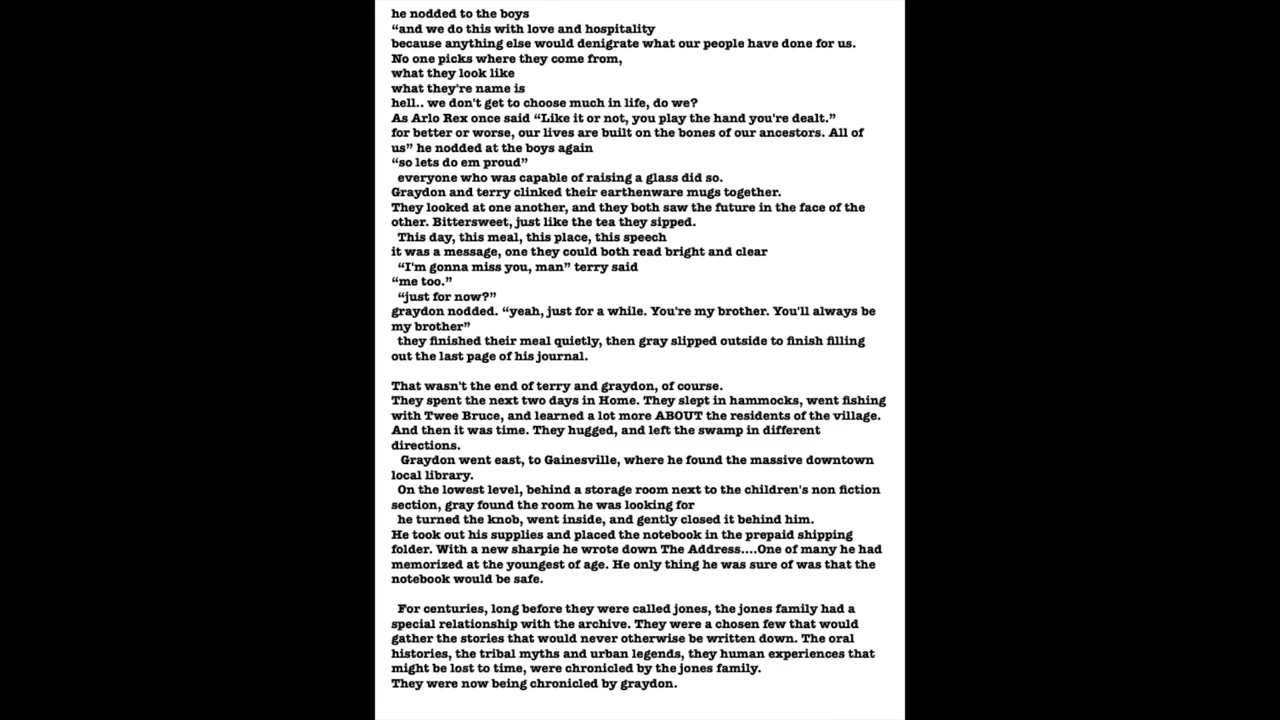 he nodded to the boys
“and we do this with love and hospitality
because anything else would denigrate what our people have done for us.
No one picks where they come from,
what they look like
what they're name is
hell.. we don't get to choose much in life, do we?
As Arlo Rex once said “Like it or not, you play the hand you're dealt.”
for better or worse, our lives are built on the bones of our ancestors. All of
us” he nodded at the boys again
“so lets do em proud”
everyone who was capable of raising a glass did so.
Graydon and terry clinked their earthenware mugs together.
They looked at one another, and they both saw the future in the face of the
other. Bittersweet, just like the tea they sipped.
This day, this meal, this place, this speech
it was a message, one they could both read bright and clear
“I'm gonna miss you, man” terry said
“me too.”
“just for now?”
graydon nodded. “yeah, just for a while. You're my brother. You'll always be
my brother”
they finished their meal quietly, then gray slipped outside to finish filling
out the last page of his journal.
That wasn't the end of terry and graydon, of course.
They spent the next two days in Home. They slept in hammocks, went fishing
with Twee Bruce, and learned a lot more ABOUT the residents of the village.
And then it was time. They hugged, and left the swamp in different
directions.
Graydon went east, to Gainesville, where he found the massive downtown
local library.
On the lowest level, behind a storage room next to the children's non fiction
section, gray found the room he was looking for
he turned the knob, went inside, and gently closed it behind him.
He took out his supplies and placed the notebook in the prepaid shipping
folder. With a new sharpie he wrote down The Address....One of many he had
memorized at the youngest of age. He only thing he was sure of was that the
notebook would be safe.
For centuries, long before they were called jones, the jones family had a
special relationship with the archive. They were a chosen few that would
gather the stories that would never otherwise be written down. The oral
histories, the tribal myths and urban legends, they human experiences that
might be lost to time, were chronicled by the jones family.
They were now being chronicled by graydon.